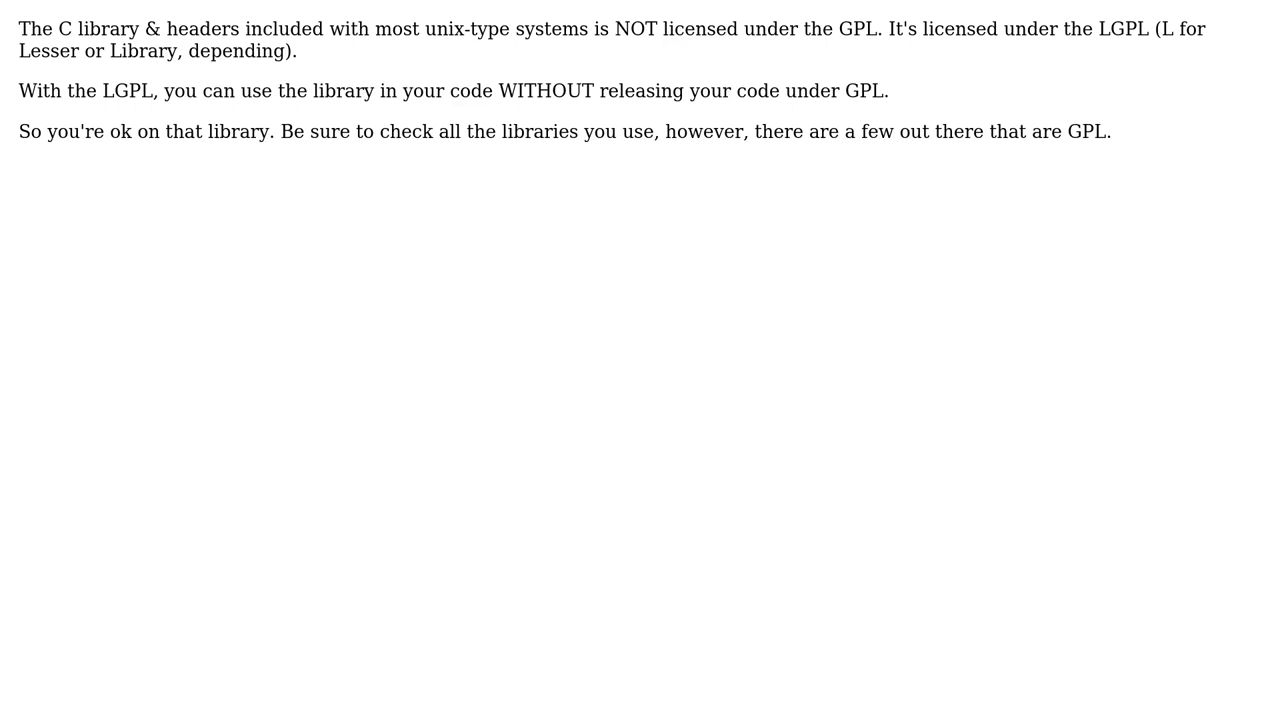 The C library & headers included with most unix-type systems is NOT licensed under the GPL. It's licensed under the LGPL (L for
Lesser or Library, depending).
With the LGPL, you can use the library in your code WITHOUT releasing your code under GPL.
So you're ok on that library. Be sure to check all the libraries you use, however, there are a few out there that are GPL.